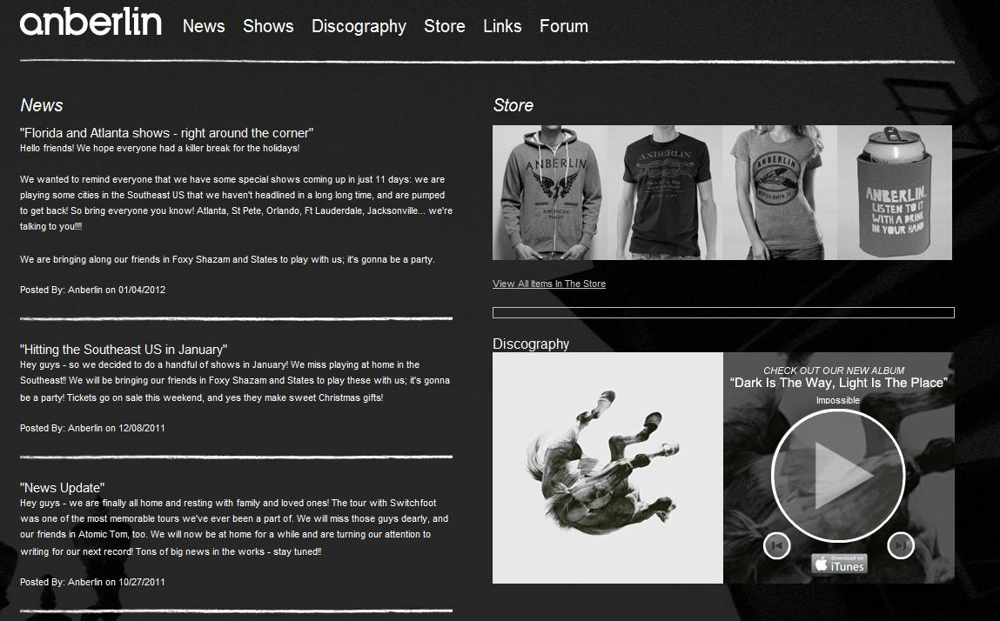 anberlin News Shows Discography Store Links Forum
News
"Florida and Atlanta shows - right around the corner"
Hello friends! We hope everyone had a killer break for the holidays!
We wanted to remind everyone that we have some special shows coming up in just 11 days: we are
playing some cities in the Southeast US that we haven't headlined in a long long time, and are pumped
to get back! So bring everyone you know! Atlanta, St Pete, Orlando, Ft Lauderdale, Jacksonville... we're
talking to you!!!!
We are bringing along our friends in Foxy Shazam and States to play with us; it's gonna be a party.
Posted By: Anberlin on 01/04/2012
"Hitting the Southeast US in January"
Hey guys - so we decided to do a handful of shows in January! We miss playing at home in the
Southeast!! We will be bringing our friends in Foxy Shazam and States to play these with us; it's gonna
be a party! Tickets go on sale this weekend, and yes they make sweet Christmas gifts!
Posted By: Anberlin on 12/08/2011
"News Update"
Hey guys - we are finally all home and resting with family and loved ones! The tour with Switchfoot
was one of the most memorable tours we've ever been a part of. We will miss those guys dearly, and
our friends in Atomic Tom, too. We will now be at home for a while and are turning our attention to
writing for our next record! Tons of big news in the works - stay tuned!!
Posted By: Anberlin on 10/27/2011
Store
ANBERLIN
AMERICAN
MADE
ANBERLIN
ANBERLIN
ANBERLIN.
LISTEN TO IT
WITH A DRINK
IN YOUR HAND
View All Items In The Store
Discography
CHECK OUT OUR NEW ALBUM
“Dark Is The Way, Light Is The Place”
Impossible
Download on
iTunes